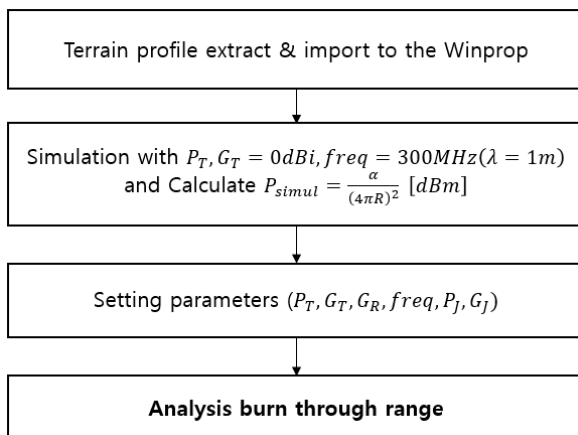 Terrain profile extract & import to the Winprop
Simulation with P_T, G_T = 0dBi, freq = 300MHz(λ = 1m)
and Calculate P_simul = α/(4πR)² [dBm]
Setting parameters (P_T, G_T, G_R, freq, P_J, G_J)
Analysis burn through range